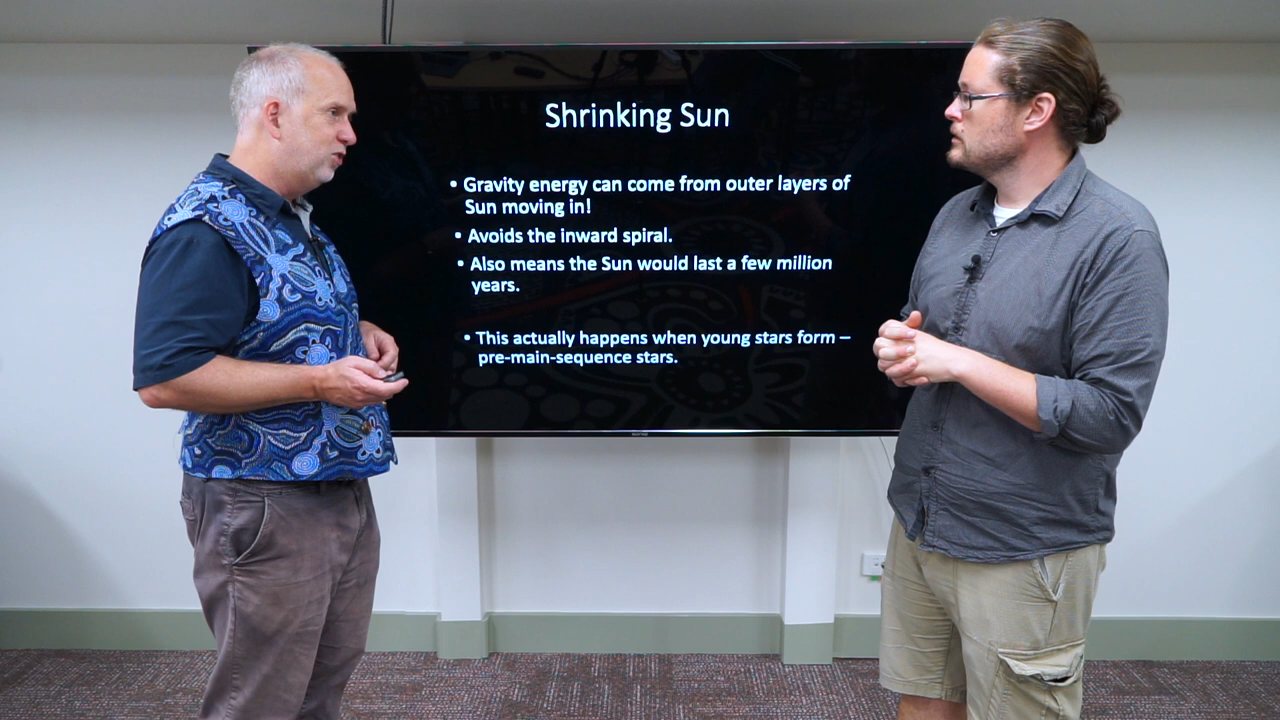 Shrinking Sun
• Gravity energy can come from outer layers of
Sun moving in!
• Avoids the inward spiral.
• Also means the Sun would last a few million
years.
• This actually happens when young stars form –
pre-main-sequence stars.